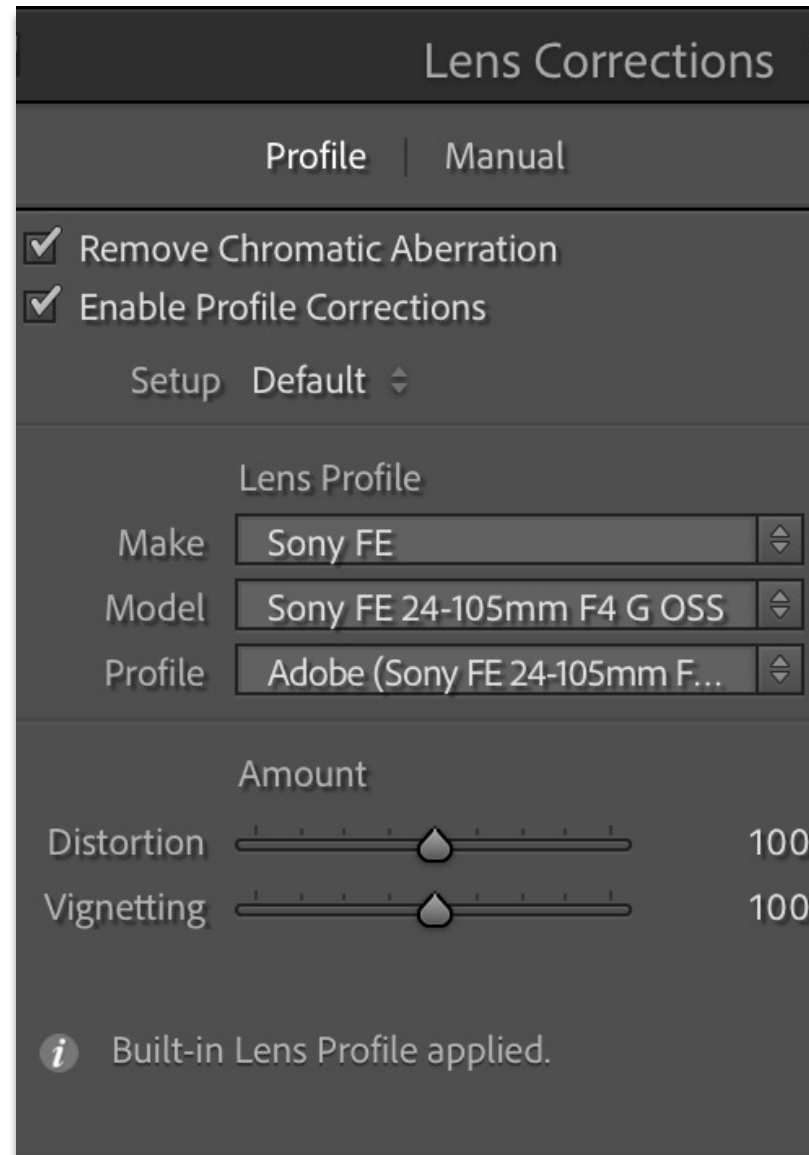 Lens Corrections
Profile | Manual
Remove Chromatic Aberration
Enable Profile Corrections
Setup Default
Lens Profile
Make Sony FE
Model Sony FE 24-105mm F4 G OSS
Profile Adobe (Sony FE 24-105mm F...
Amount
Distortion 100
Vignetting 100
i Built-in Lens Profile applied.